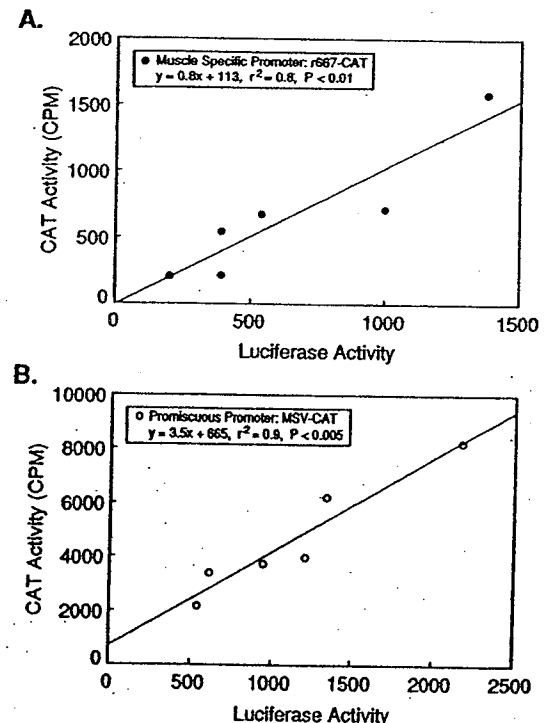 A.
2000
1500
1000
500
0
CAT Activity (CPM)
● Muscle Specific Promoter: r667-CAT
y = 0.8x + 113, r² = 0.8, P < 0.01
0 500 1000 1500
Luciferase Activity
B.
10000
8000
6000
4000
2000
0
CAT Activity (CPM)
○ Promiscuous Promoter: MSV-CAT
y = 3.5x + 665, r² = 0.9, P < 0.005
0 500 1000 1500 2000 2500
Luciferase Activity